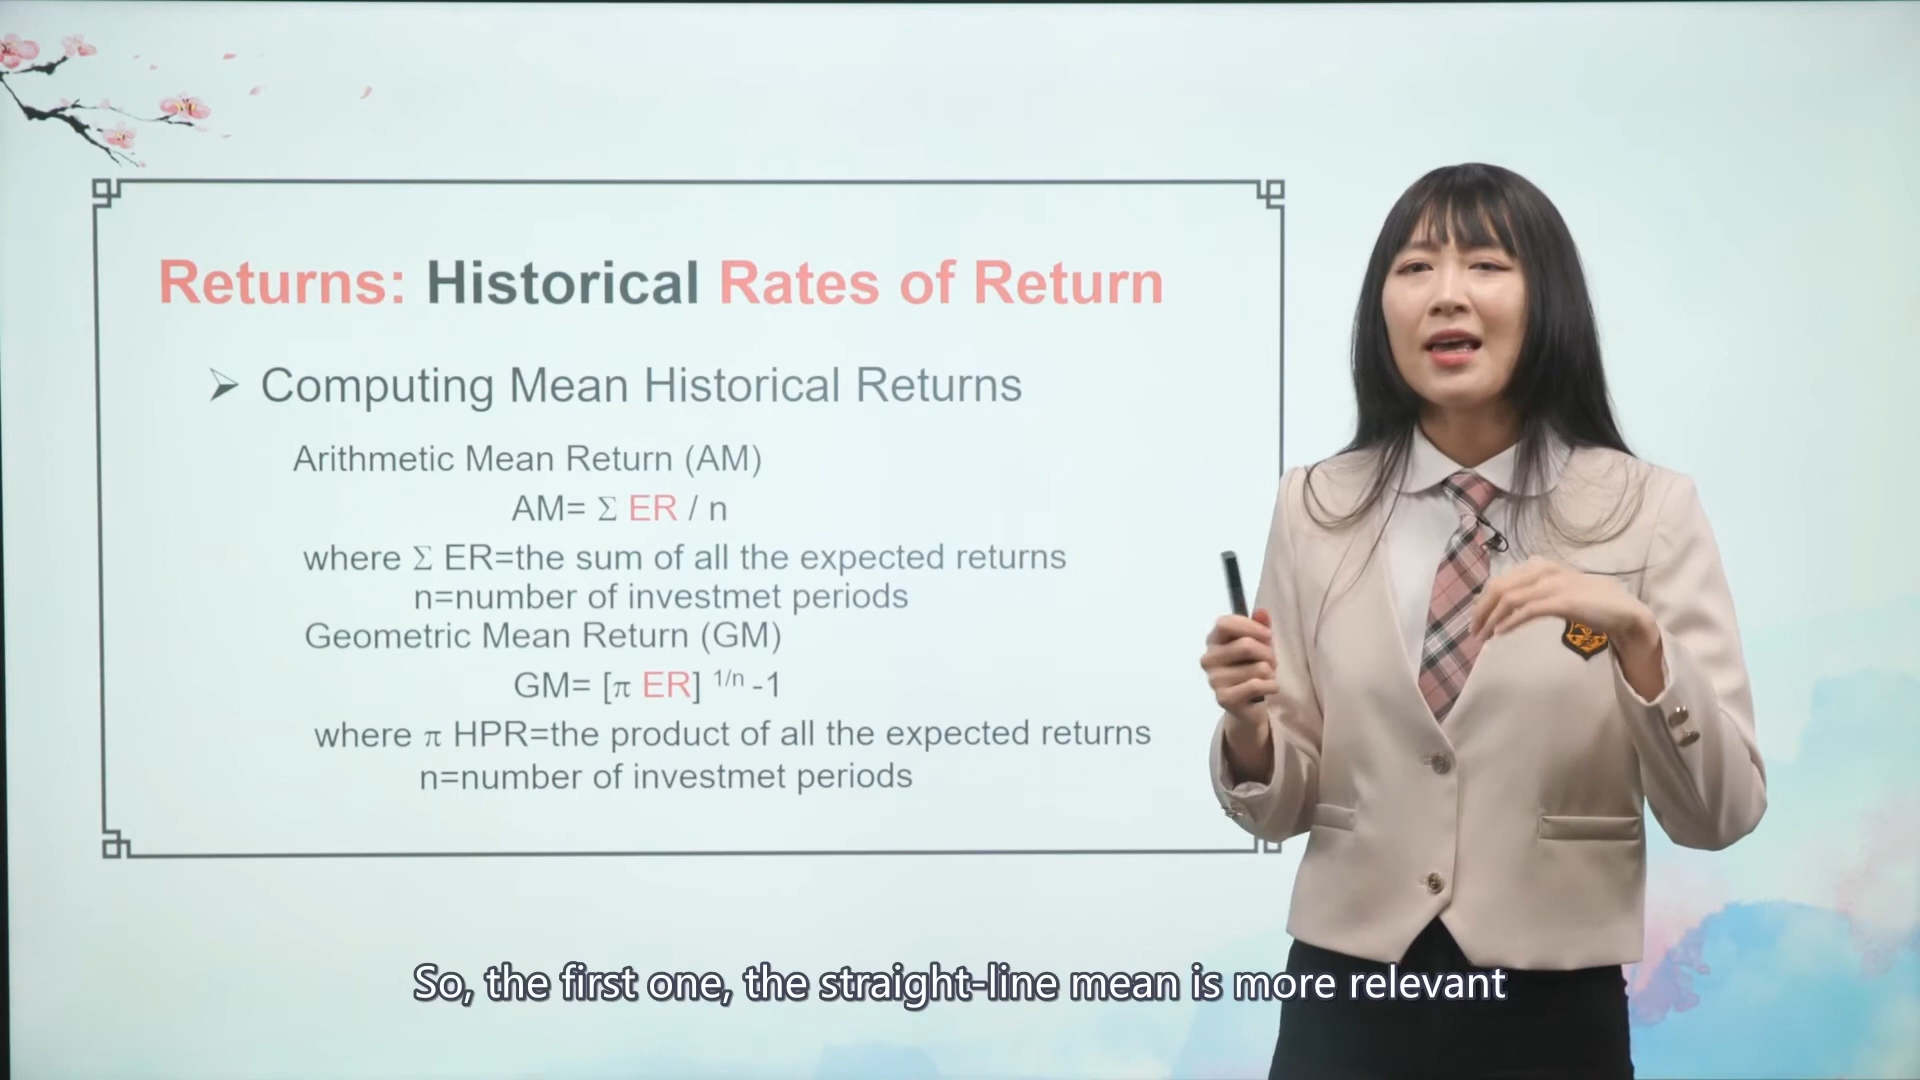 Returns: Historical Rates of Return
➢ Computing Mean Historical Returns
Arithmetic Mean Return (AM)
AM= Σ ER / n
where Σ ER=the sum of all the expected returns
n=number of investmet periods
Geometric Mean Return (GM)
GM= [π ER] 1/n -1
where π HPR=the product of all the expected returns
n=number of investmet periods
So, the first one, the straight-line mean is more relevant